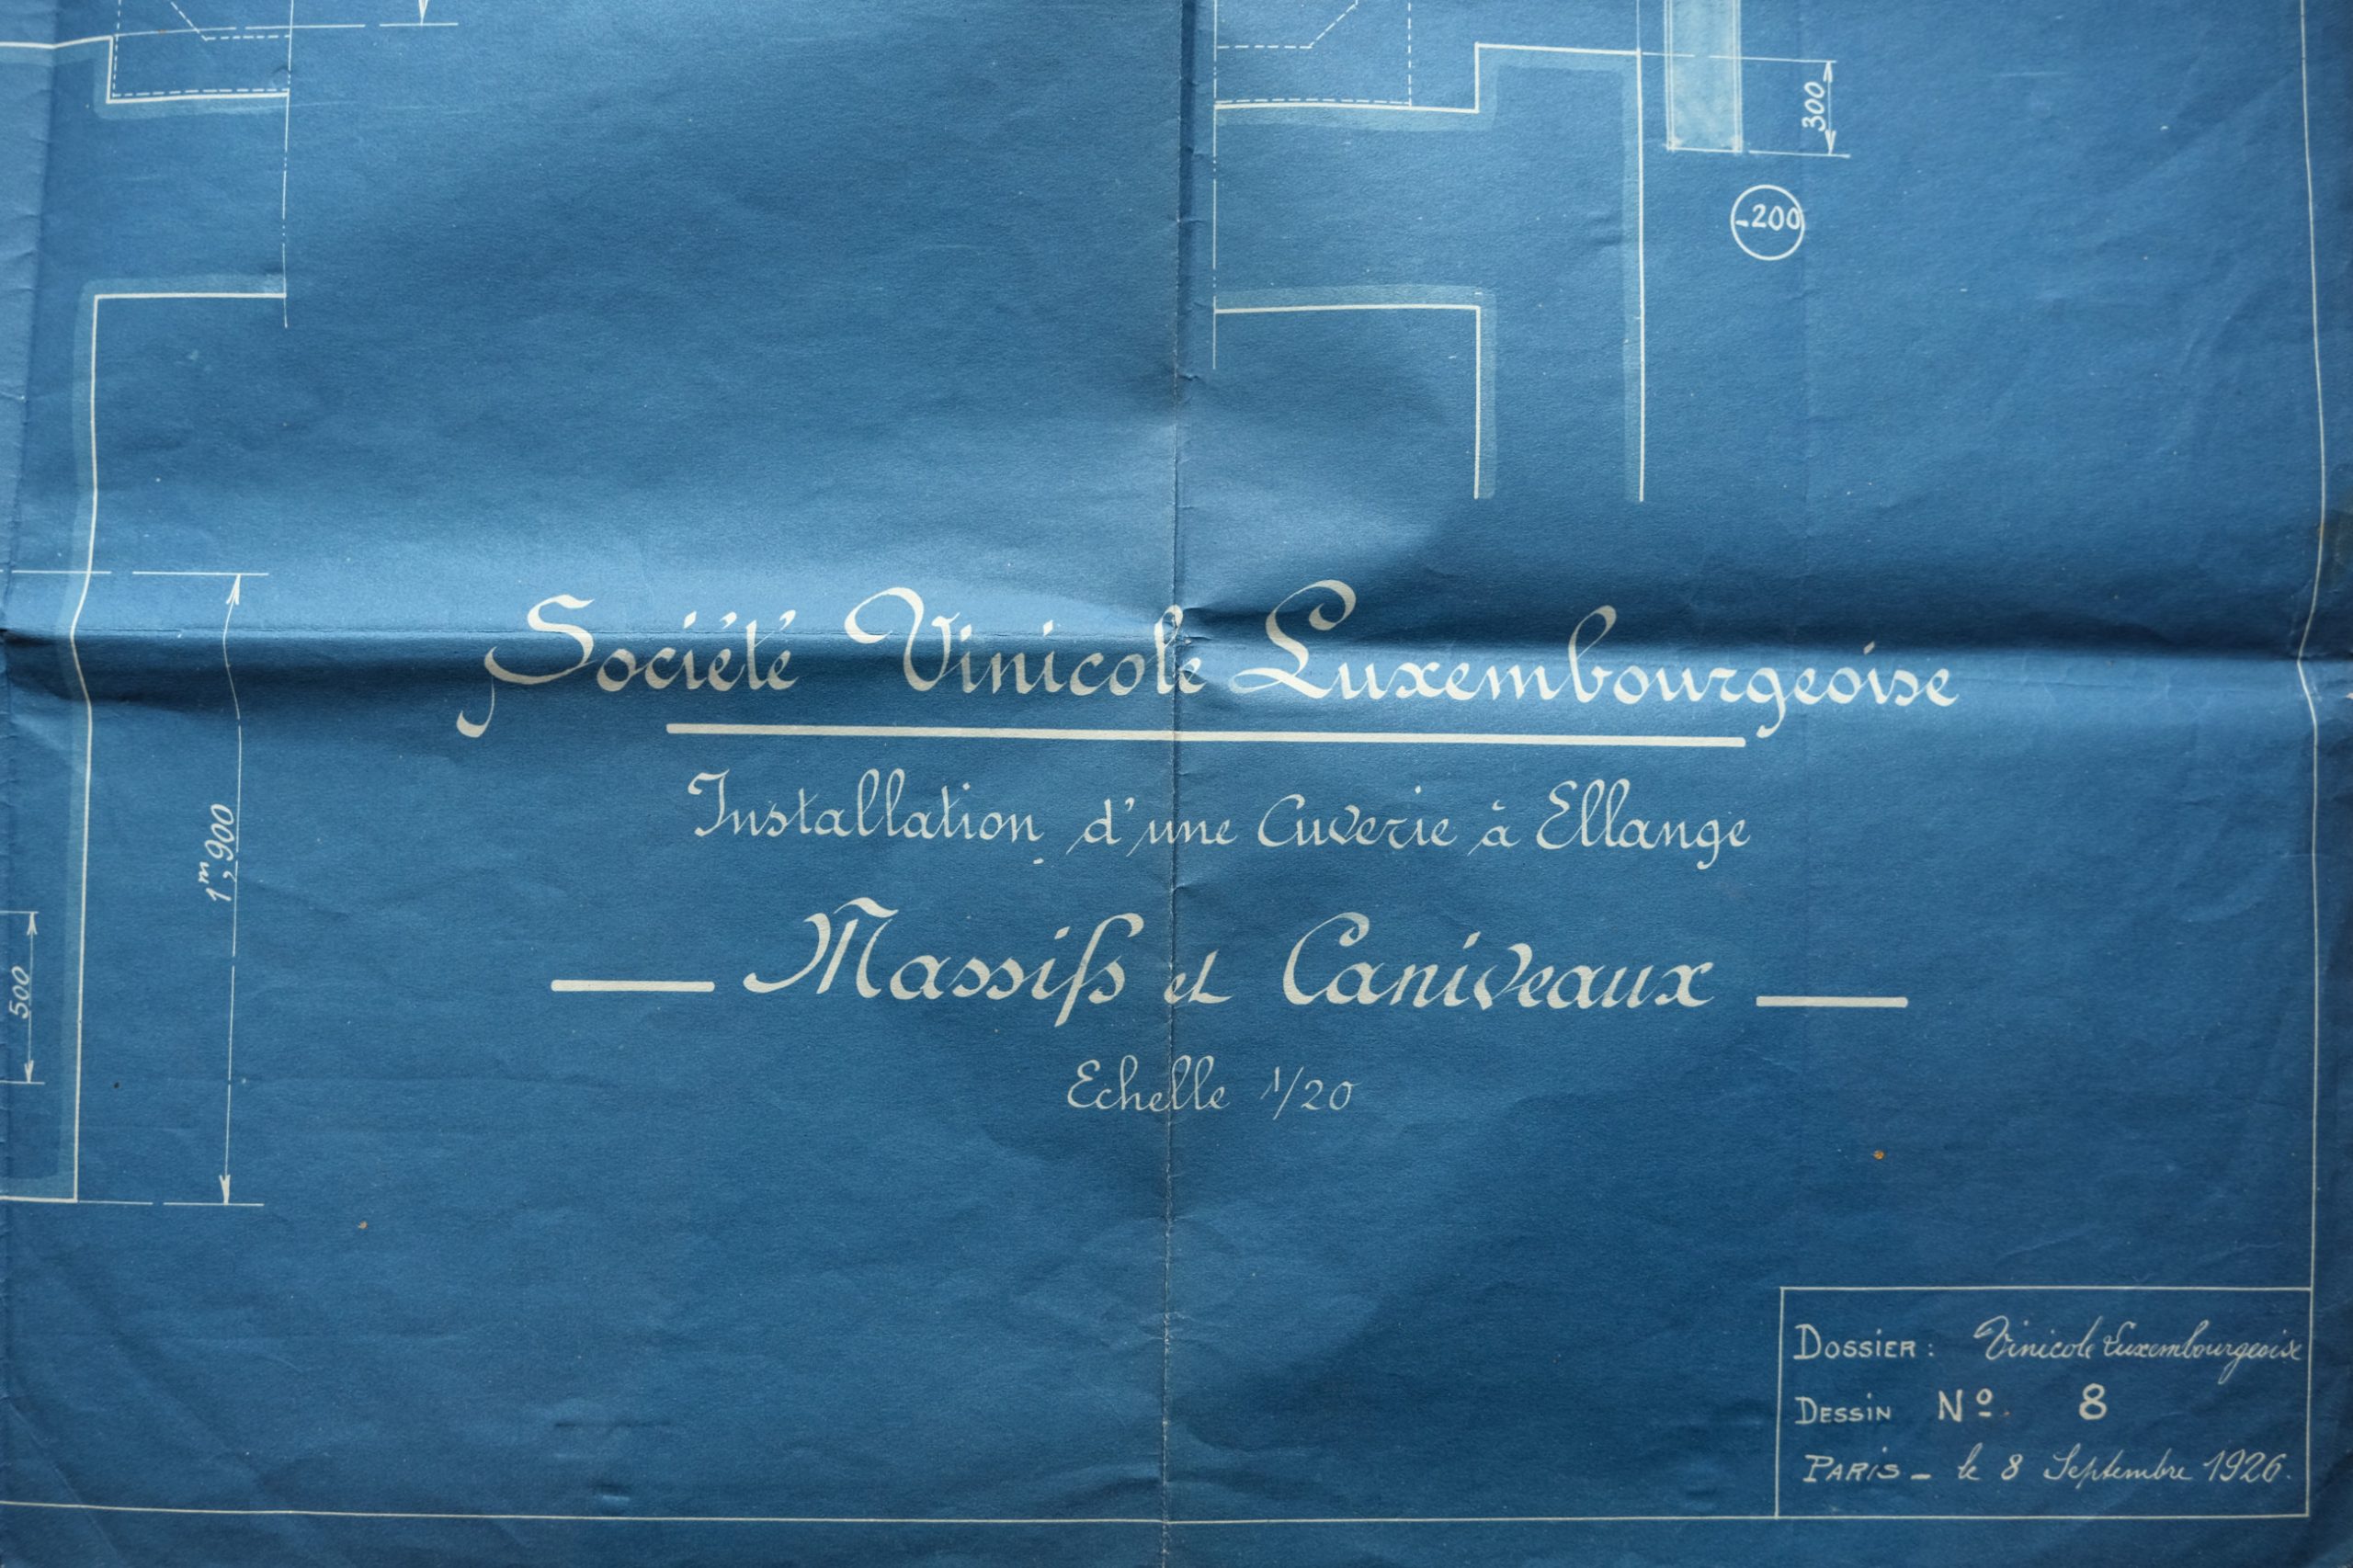 300
-200
Société Vinicole Luxembourgeoise
Installation d'une Cuverie à Ellange
1m,900
500
Massifs et Caniveaux
Echelle 1/20
DOSSIER : Vinicole Luxembourgeoise
DESSIN Nº 8
PARIS - le 8 Septembre 1926.